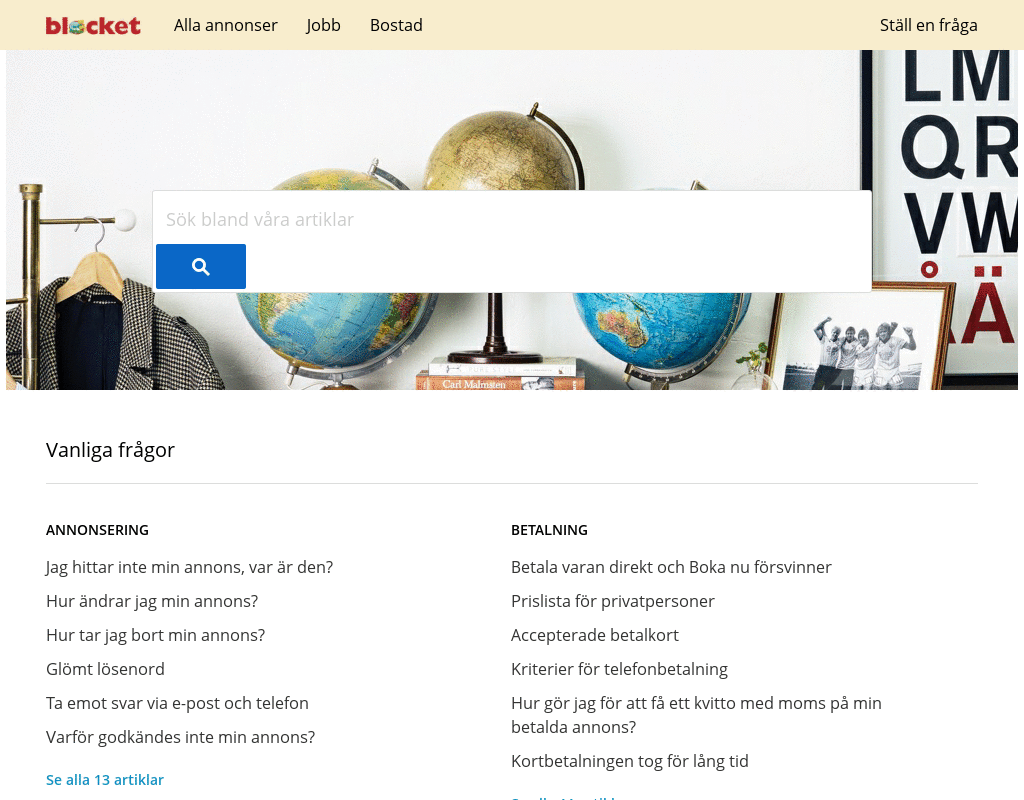 blocket Alla annonser Jobb Bostad Ställ en fråga
LM
QR
VW
ÅÄ
Sök bland våra artiklar
Carl Malmsten
Vanliga frågor
ANNONSERING
Jag hittar inte min annons, var är den?
Hur ändrar jag min annons?
Hur tar jag bort min annons?
Glömt lösenord
Ta emot svar via e-post och telefon
Varför godkändes inte min annons?
Se alla 13 artiklar
BETALNING
Betala varan direkt och Boka nu försvinner
Prislista för privatpersoner
Accepterade betalkort
Kriterier för telefonbetalning
Hur gör jag för att få ett kvitto med moms på min
betalda annons?
Kortbetalningen tog för lång tid